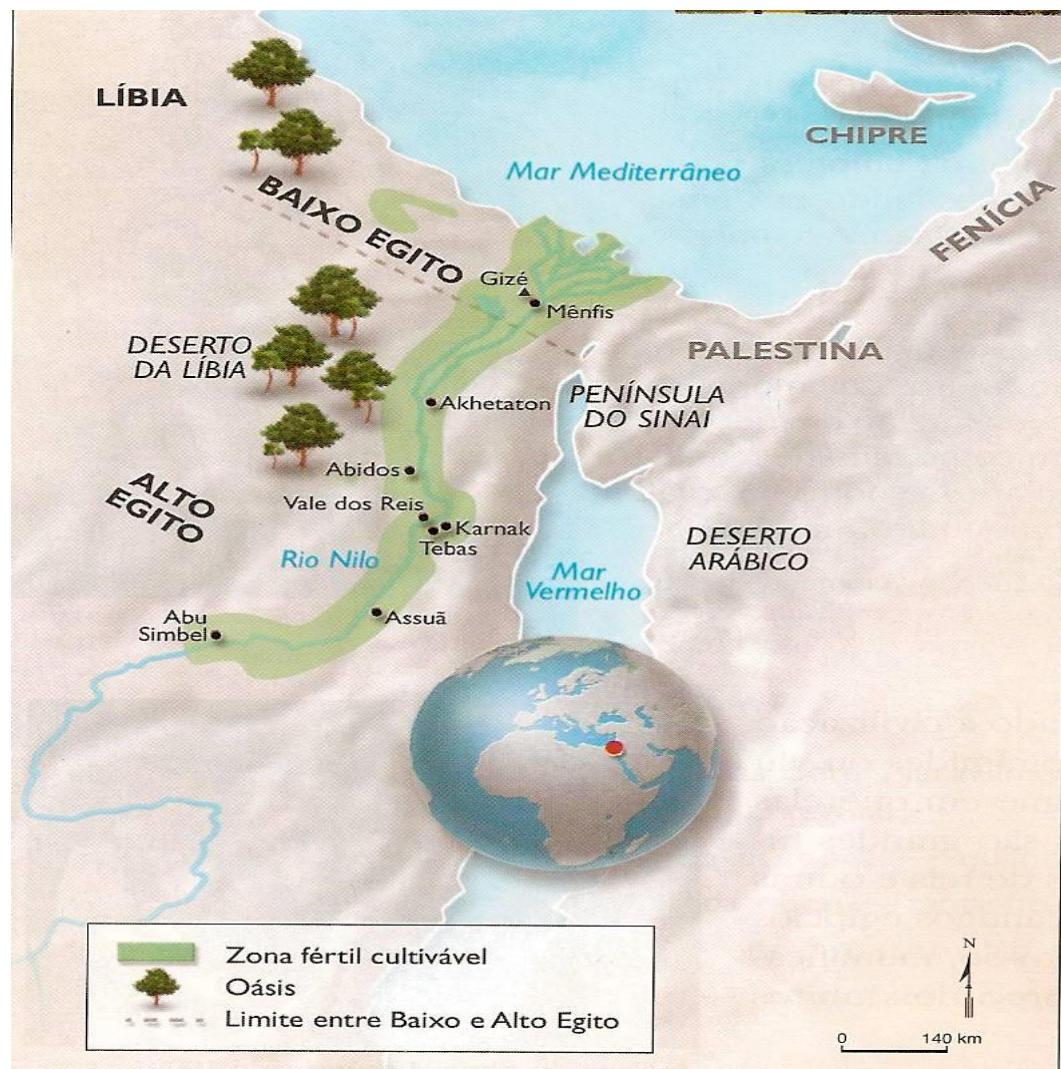 LÍBIA
CHIPRE
Mar Mediterrâneo
BAIXO EGITO
FENÍCIA
Gizé
Mênfis
DESERTO
DA LÍBIA
PALESTINA
Akhetaton
PENÍNSULA
DO SINAI
Abidos
ALTO
EGITO
Vale dos Reis
Karnak
Tebas
DESERTO
ARÁBICO
Rio Nilo
Mar
Vermelho
Abu
Simbel
Assuã
Zona fértil cultivável
Oásis
Limite entre Baixo e Alto Egito
N
0 140 km